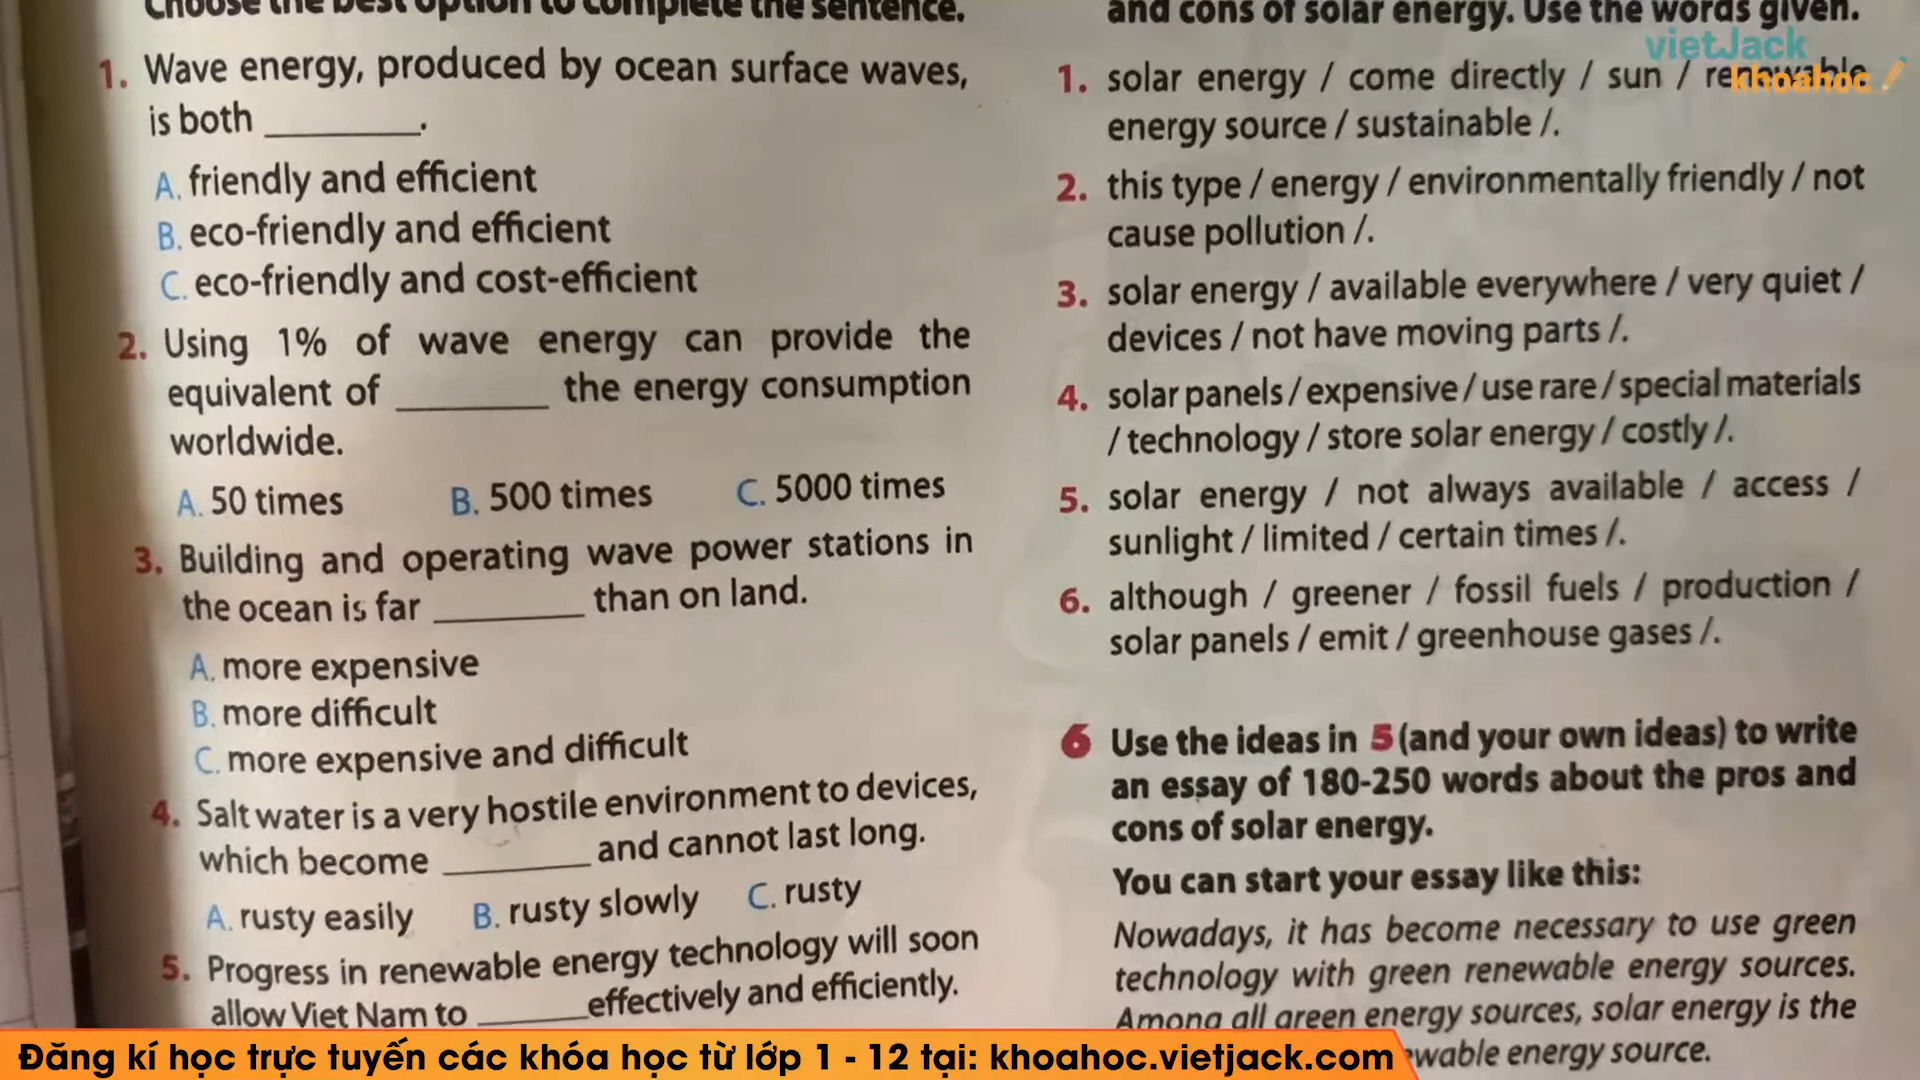 Choose the best option to complete the sentence.
1. Wave energy, produced by ocean surface waves,
is both ________.
A. friendly and efficient
B. eco-friendly and efficient
C. eco-friendly and cost-efficient
2. Using 1% of wave energy can provide the
equivalent of ________ the energy consumption
worldwide.
A. 50 times B. 500 times C. 5000 times
3. Building and operating wave power stations in
the ocean is far ________ than on land.
A. more expensive
B. more difficult
C. more expensive and difficult
4. Salt water is a very hostile environment to devices,
which become ________ and cannot last long.
A. rusty easily B. rusty slowly C. rusty
5. Progress in renewable energy technology will soon
allow Viet Nam to ______ effectively and efficiently.
and cons of solar energy. Use the words given.
vietJack
khoahoc
1. solar energy / come directly / sun / renewable
energy source / sustainable /.
2. this type / energy / environmentally friendly / not
cause pollution /.
3. solar energy / available everywhere / very quiet /
devices / not have moving parts /.
4. solar panels / expensive / use rare / special materials
/ technology / store solar energy / costly /.
5. solar energy / not always available / access /
sunlight / limited / certain times /.
6. although / greener / fossil fuels / production /
solar panels / emit / greenhouse gases /.
6 Use the ideas in 5 (and your own ideas) to write
an essay of 180-250 words about the pros and
cons of solar energy.
You can start your essay like this:
Nowadays, it has become necessary to use green
technology with green renewable energy sources.
Among all green energy sources, solar energy is the
energy source.
Đăng kí học trực tuyến các khóa học từ lớp 1 - 12 tại: khoahoc.vietjack.com